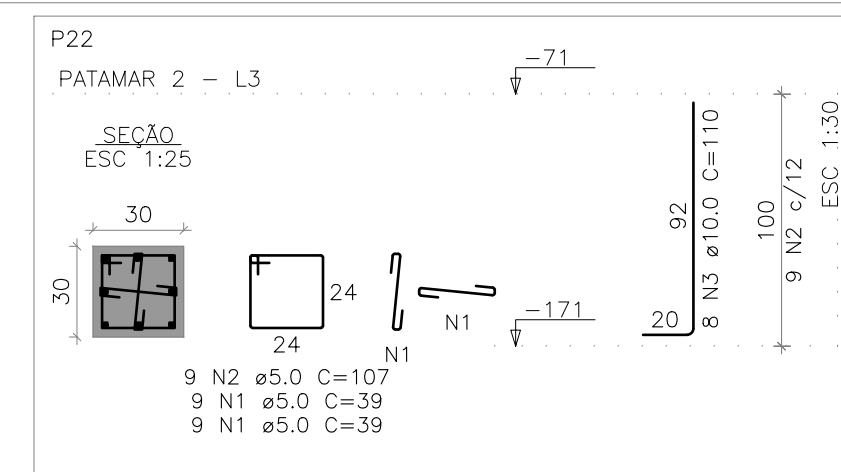 P22
PATAMAR 2 - L3
-71
SEÇÃO
ESC 1:25
30
30
24
24
N1
N1
9 N2 ø5.0 C=107
9 N1 ø5.0 C=39
9 N1 ø5.0 C=39
-171
20
92
8 N3 ø10.0 C=110
100
9 N2 c/12
ESC 1:30